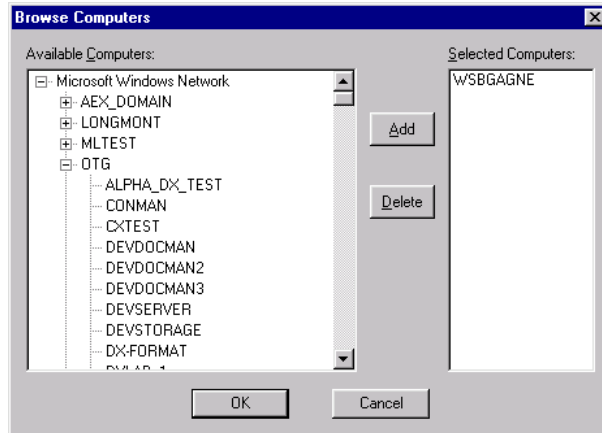 Browse Computers
Available Computers:
Selected Computers:
Microsoft Windows Network
AEX_DOMAIN
LONGMONT
MLTEST
OTG
ALPHA_DX_TEST
CONMAN
CXTEST
DEVDOCMAN
DEVDOCMAN2
DEVDOCMAN3
DEVSERVER
DEVSTORAGE
DX-FORMAT
Add
Delete
WSBGAGNE
OK
Cancel